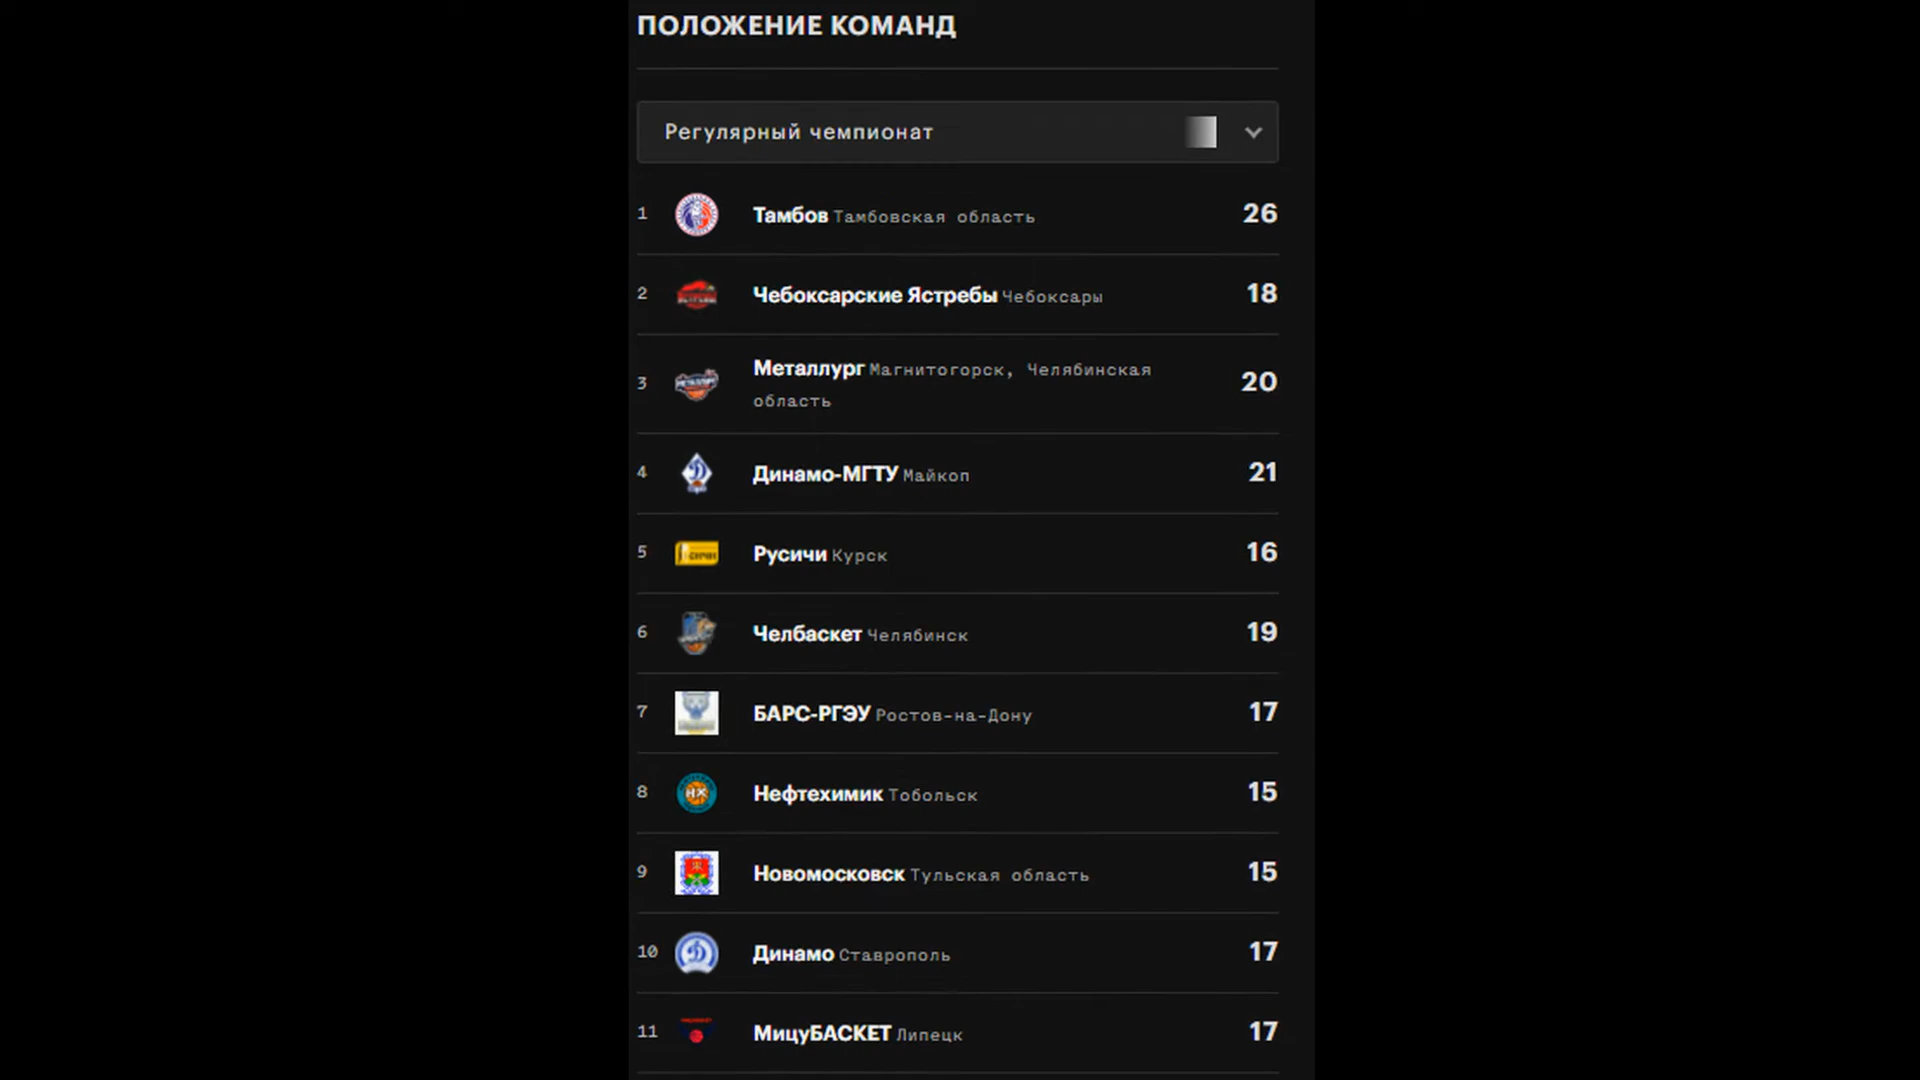 ПОЛОЖЕНИЕ КОМАНД
Регулярный чемпионат
1 Тамбов Тамбовская область 26
2 Чебоксарские Ястребы Чебоксары 18
3 Металлург Магнитогорск, Челябинская 20
область
4 Динамо-МГТУ Майкоп 21
5 Русичи Курск 16
6 Челбаскет Челябинск 19
7 БАРС-РГЭУ Ростов-на-Дону 17
8 НХ Нефтехимик Тобольск 15
9 Новомосковск Тульская область 15
10 Динамо Ставрополь 17
11 МицуБАСКЕТ Липецк 17